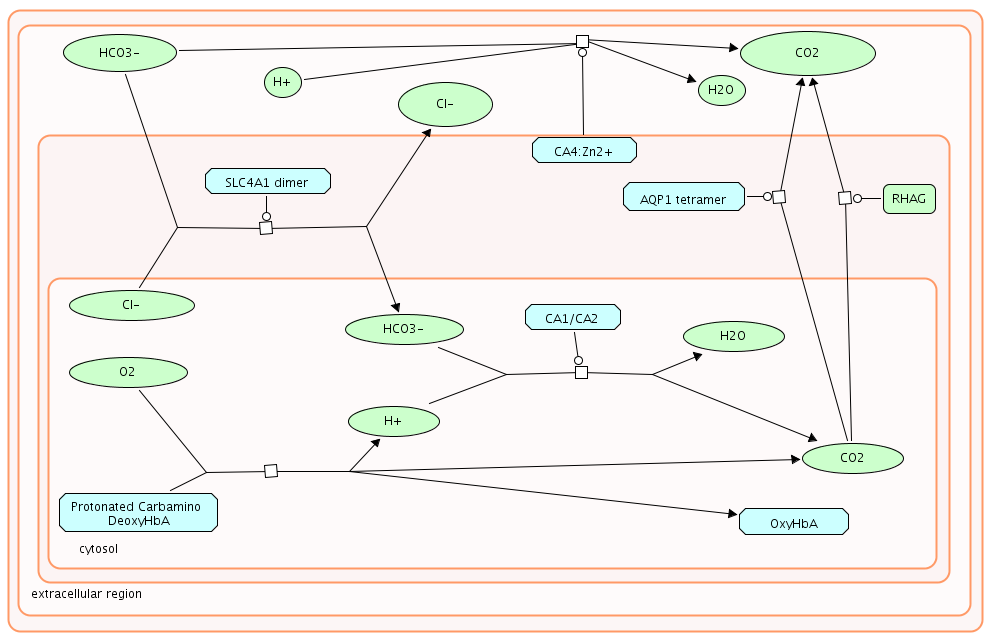 HCO3-
CO2
H+
H2O
Cl-
CA4:Zn2+
SLC4A1 dimer
AQP1 tetramer
RHAG
Cl-
CA1/CA2
HCO3-
H2O
O2
H+
CO2
Protonated Carbamino
DeoxyHbA
OxyHbA
cytosol
extracellular region